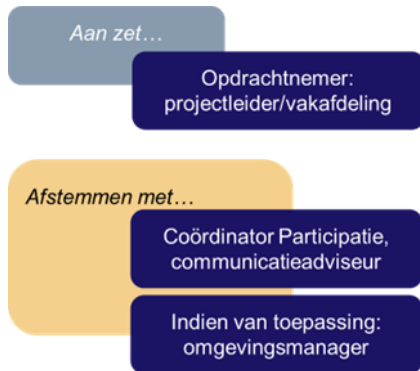 Aan zet…
Opdrachtnemer:
projectleider/vakafdeling
Afstemmen met…
Coördinator Participatie,
communicatieadviseur
Indien van toepassing:
omgevingsmanager